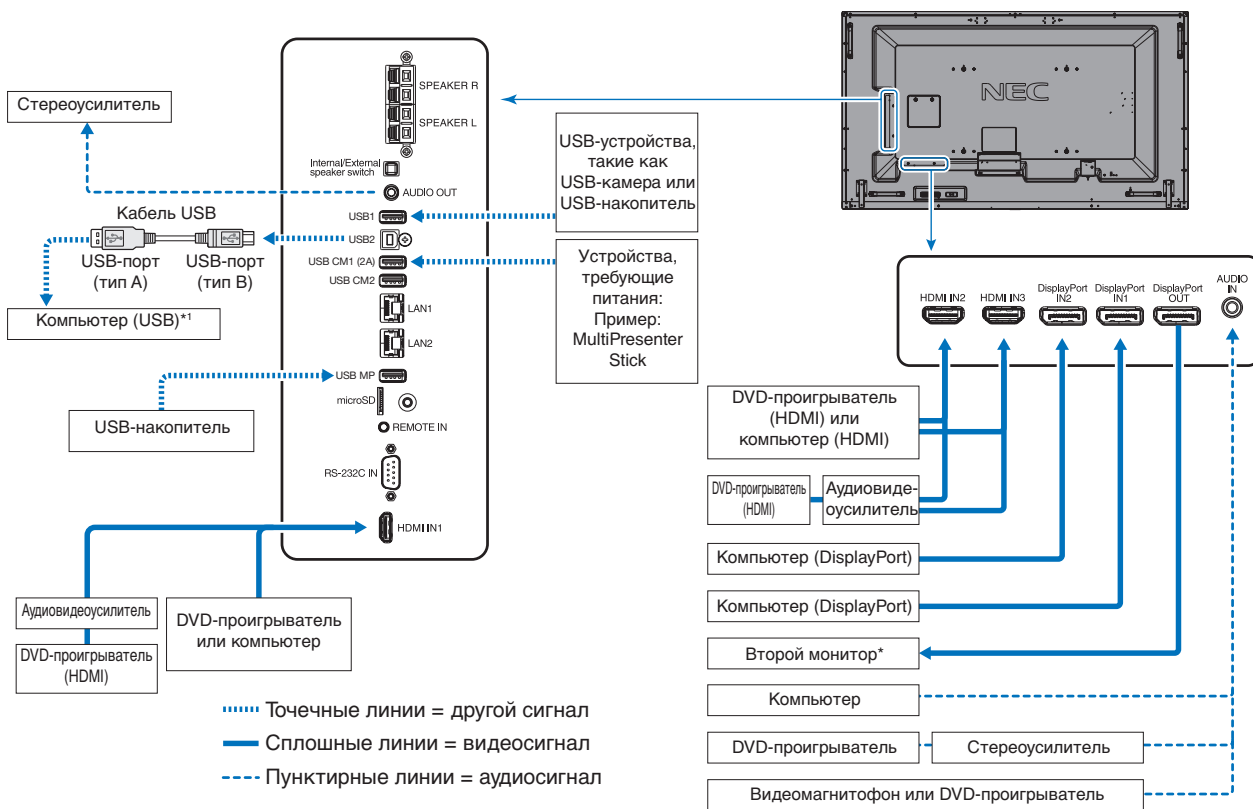 NEC
SPEAKER R
SPEAKER L
Internal/External
speaker switch
AUDIO OUT
USB1
USB2
USB CM1 (2A)
USB CM2
LAN1
LAN2
USB MP
microSD
REMOTE IN
RS-232C IN
HDMI IN1
Стереоусилитель
Кабель USB
USB-порт
(тип A)
USB-порт
(тип B)
Компьютер (USB)*1
USB-накопитель
Аудиовидеоусилитель
DVD-проигрыватель
(HDMI)
DVD-проигрыватель
или компьютер
USB-устройства,
такие как
USB-камера или
USB-накопитель
Устройства,
требующие
питания:
Пример:
MultiPresenter
Stick
HDMI IN2
HDMI IN3
DisplayPort
IN2
DisplayPort
IN1
DisplayPort
OUT
AUDIO
IN
DVD-проигрыватель
(HDMI) или
компьютер (HDMI)
DVD-проигрыватель
(HDMI)
Аудиовиде-
оусилитель
Компьютер (DisplayPort)
Компьютер (DisplayPort)
Второй монитор*
Компьютер
DVD-проигрыватель
Стереоусилитель
Видеомагнитофон или DVD-проигрыватель
Точечные линии = другой сигнал
Сплошные линии = видеосигнал
Пунктирные линии = аудиосигнал